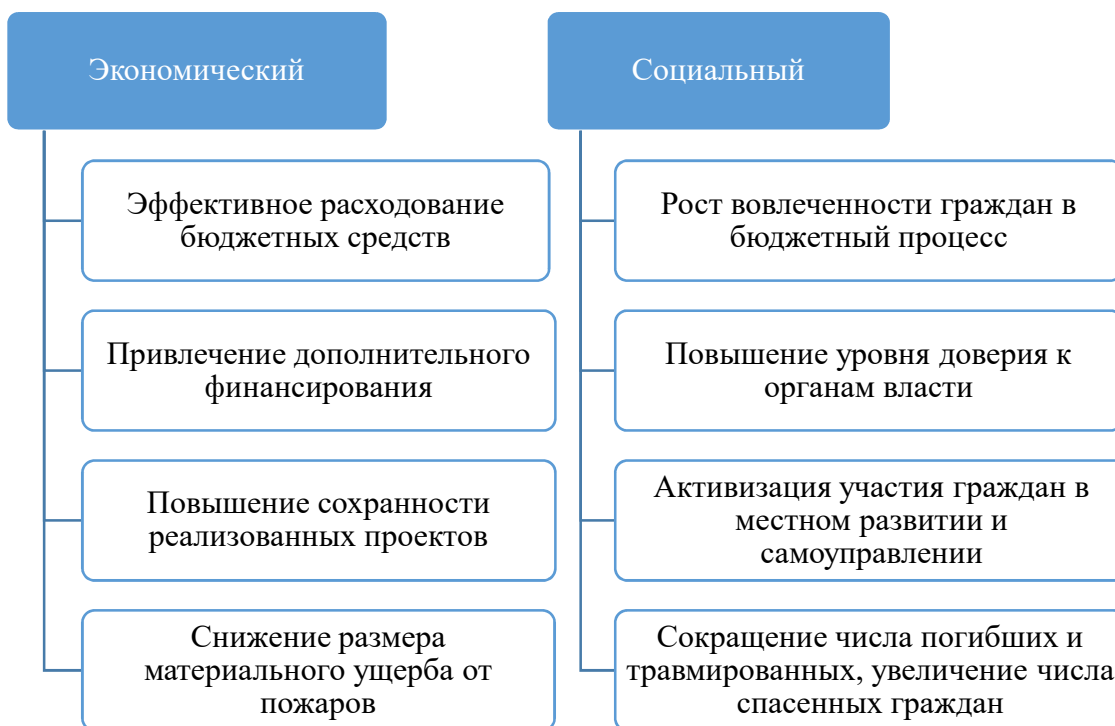 Экономический
Эффективное расходование
бюджетных средств
Привлечение дополнительного
финансирования
Повышение сохранности
реализованных проектов
Снижение размера
материального ущерба от
пожаров
Социальный
Рост вовлеченности граждан в
бюджетный процесс
Повышение уровня доверия к
органам власти
Активизация участия граждан в
местном развитии и
самоуправлении
Сокращение числа погибших и
травмированных, увеличение числа
спасенных граждан